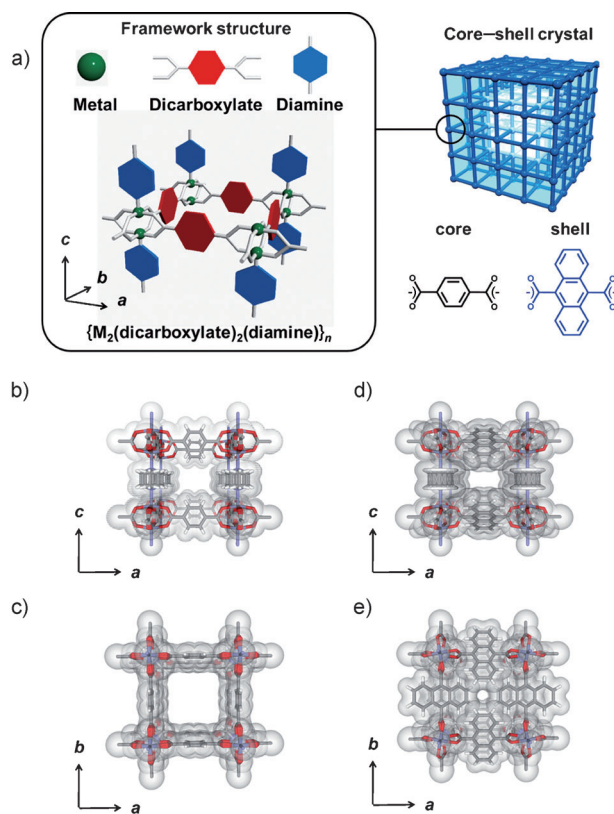 a)
Framework structure
Metal
Dicarboxylate
Diamine
c
b
a
{M₂(dicarboxylate)₂(diamine)}ₙ
Core–shell crystal
core
shell
O
O
O
O
-
-
O
O
O
O
-
-
b)
c
a
d)
c
a
c)
b
a
e)
b
a